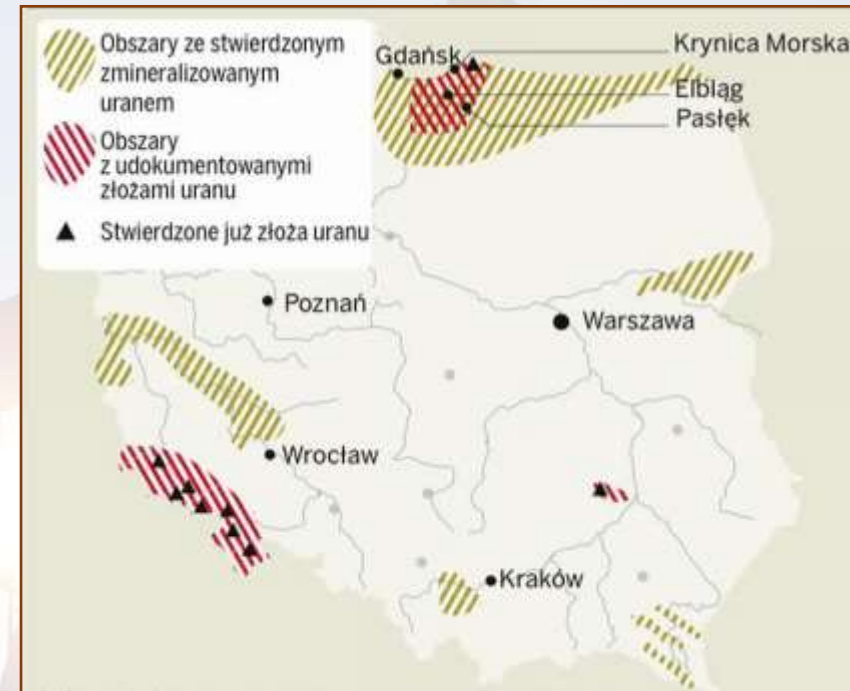 Obszary ze stwierdzonym
zmineralizowanym
uranem
Obszary
z udokumentowanymi
złożami uranu
Stwierdzone już złoża uranu
Gdańsk
Krynica Morska
Elbląg
Pasłęk
Poznań
Warszawa
Wrocław
Kraków